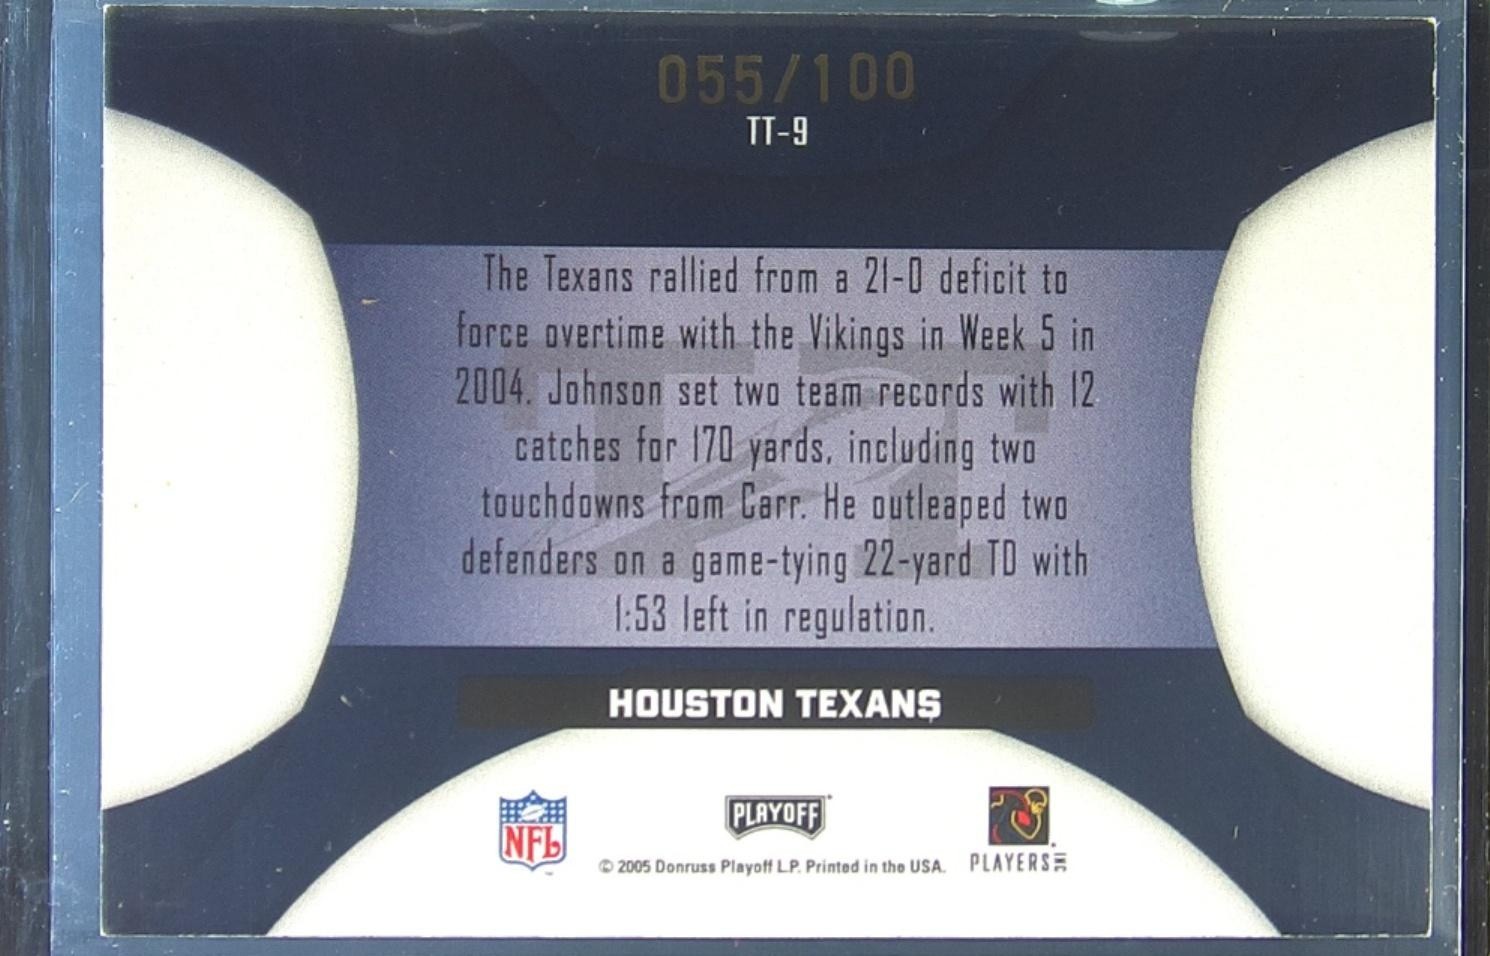 055/100
TT-9
The Texans rallied from a 21-0 deficit to
force overtime with the Vikings in Week 5 in
2004. Johnson set two team records with 12
catches for 170 yards, including two
touchdowns from Carr. He outleaped two
defenders on a game-tying 22-yard TD with
1:53 left in regulation.
HOUSTON TEXANS
NFL
PLAYOFF
PLAYERS INC
© 2005 Donruss Playoff L.P. Printed in the USA.